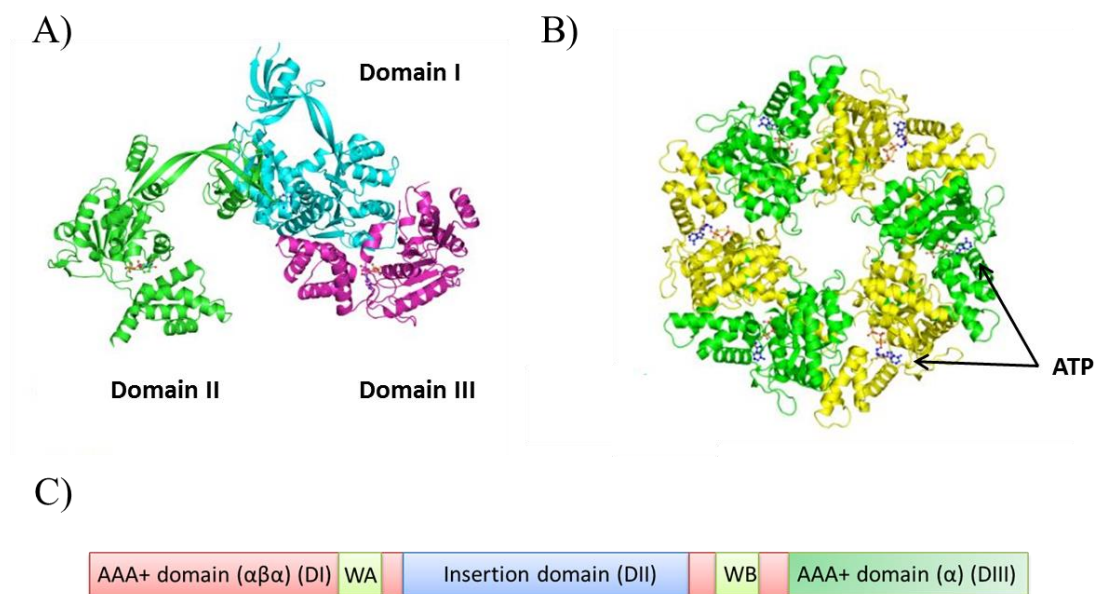 A)
B)
Domain I
Domain II
Domain III
ATP
C)
AAA+ domain (αβα) (DI) WA Insertion domain (DII) WB AAA+ domain (α) (DIII)